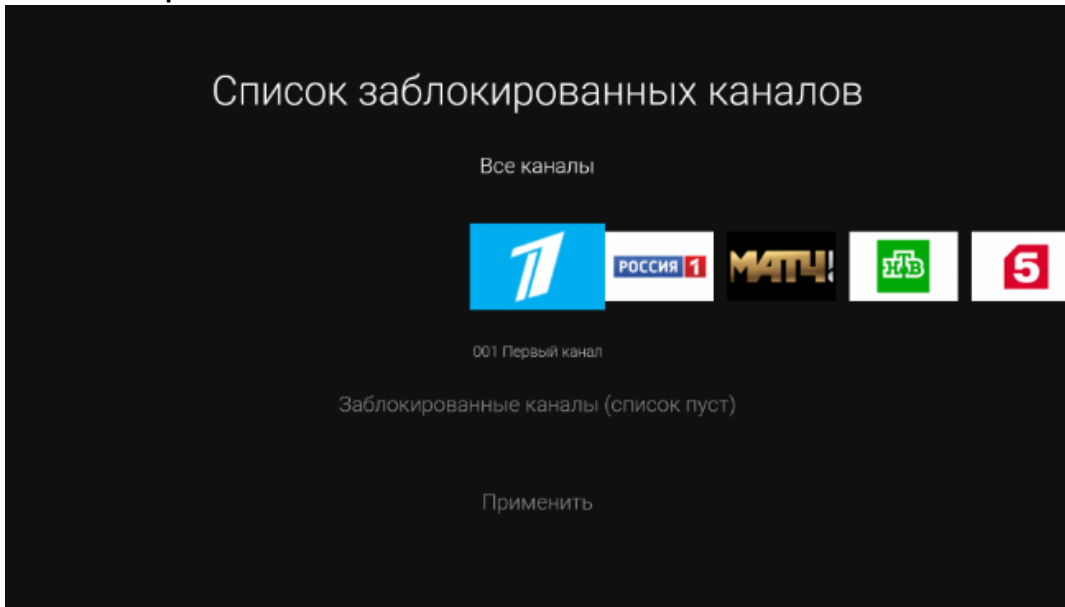 Список заблокированных каналов
Все каналы
РОССИЯ 1
МАТЧ!
НТВ
5
001 Первый канал
Заблокированные каналы (список пуст)
Применить